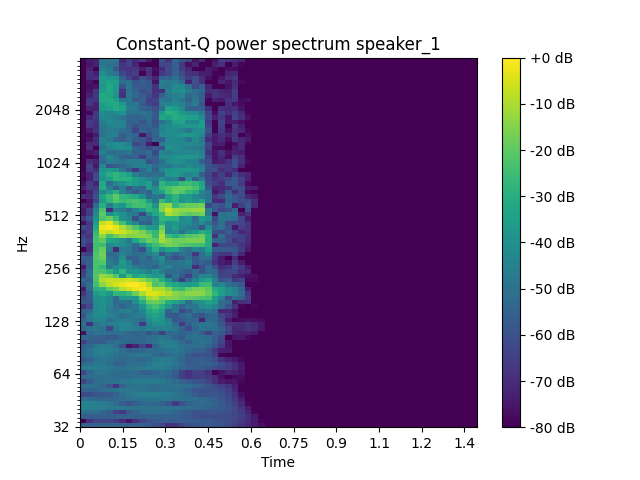 Constant-Q power spectrum speaker_1
Hz
2048
1024
512
256
128
64
32
0 0.15 0.3 0.45 0.6 0.75 0.9 1.1 1.2 1.4
Time
+0 dB
-10 dB
-20 dB
-30 dB
-40 dB
-50 dB
-60 dB
-70 dB
-80 dB